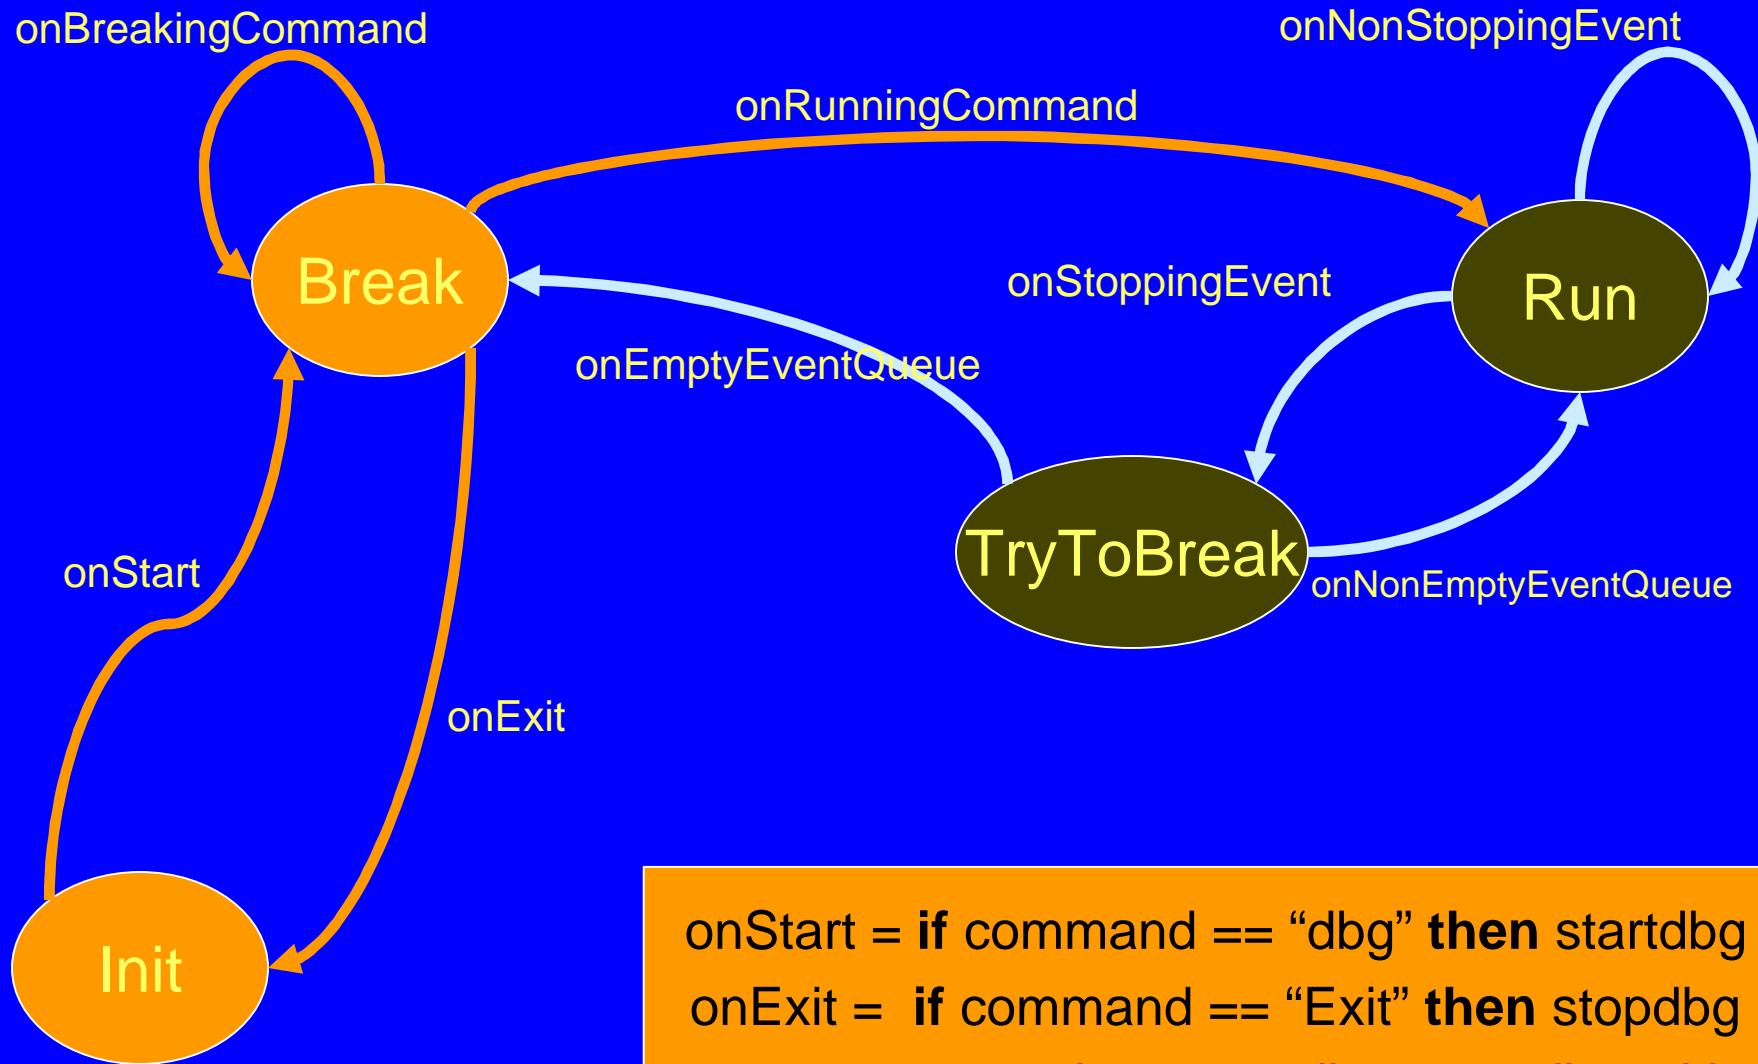 onBreakingCommand
onNonStoppingEvent
onRunningCommand
Break
onStoppingEvent
Run
onEmptyEventQueue
TryToBreak
onStart
onNonEmptyEventQueue
onExit
Init
onStart = if command == “dbg” then startdbg
onExit = if command == “Exit” then stopdbg